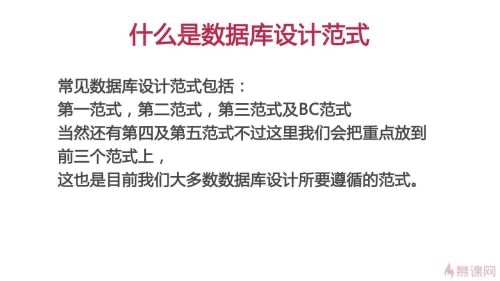 什么是数据库设计范式
常见数据库设计范式包括：
第一范式，第二范式，第三范式及BC范式
当然还有第四及第五范式不过这里我们会把重点放到
前三个范式上，
这也是目前我们大多数数据库设计所要遵循的范式。
慕课网